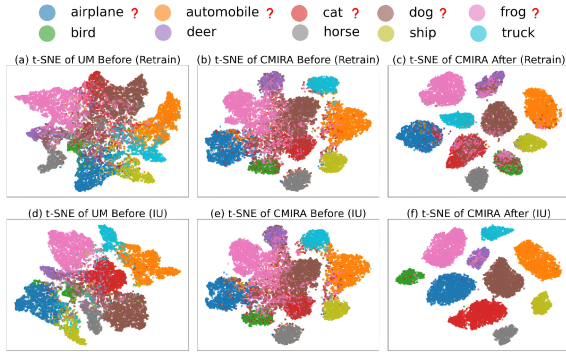 airplane ? automobile ? cat ? dog ? frog ?
bird deer horse ship truck
(a) t-SNE of UM Before (Retrain) (b) t-SNE of CMIRA Before (Retrain) (c) t-SNE of CMIRA After (Retrain)
(d) t-SNE of UM Before (IU) (e) t-SNE of CMIRA Before (IU) (f) t-SNE of CMIRA After (IU)